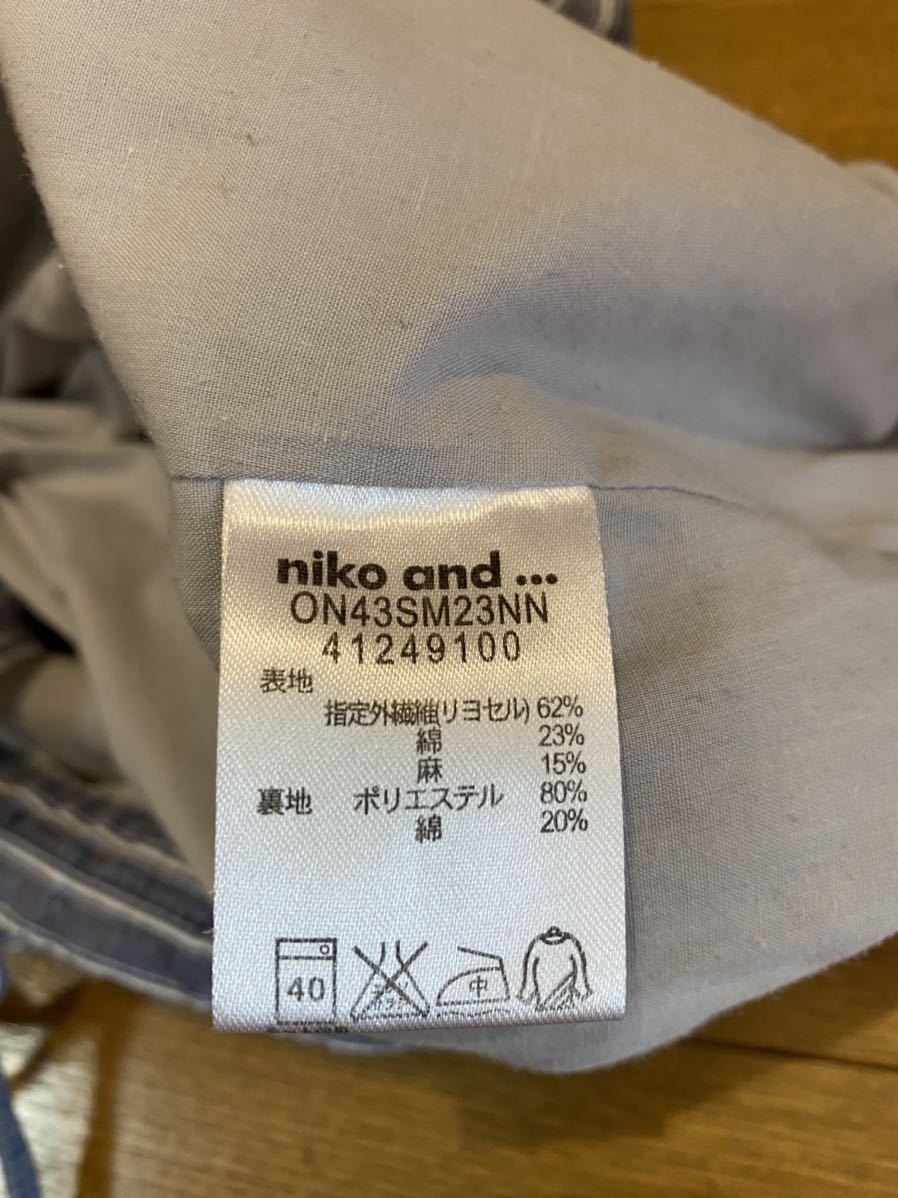 niko and ...
ON43SM23NN
41249100
表地
指定外繊維(リヨセル) 62%
綿 23%
麻 15%
裏地 ポリエステル 80%
綿 20%
40 中